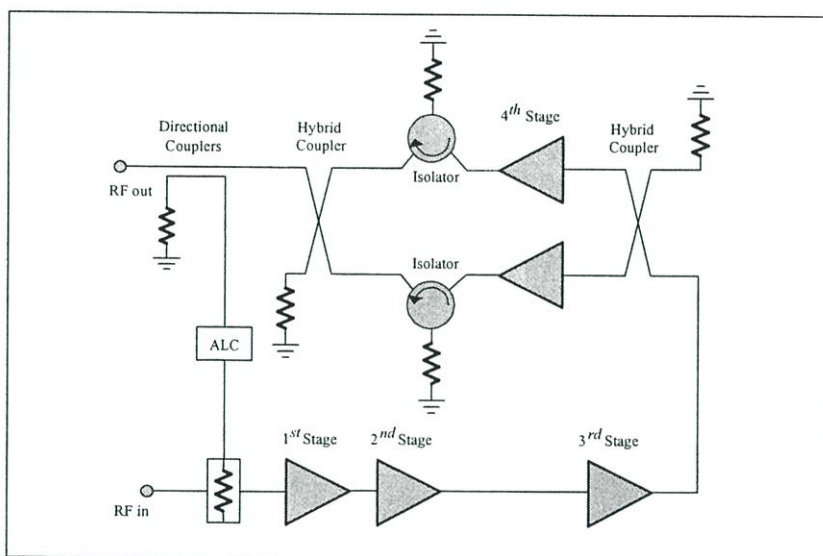 4th Stage
Directional
Couplers
Hybrid
Coupler
Hybrid
Coupler
Isolator
RF out
Isolator
ALC
1st Stage
2nd Stage
3rd Stage
RF in